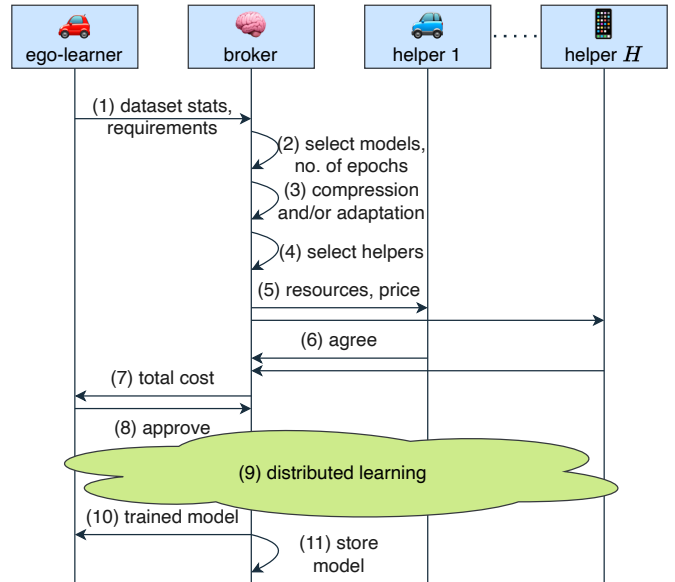 ego-learner
broker
helper 1
helper H
(1) dataset stats,
requirements
(2) select models,
no. of epochs
(3) compression
and/or adaptation
(4) select helpers
(5) resources, price
(6) agree
(7) total cost
(8) approve
(9) distributed learning
(10) trained model
(11) store
model